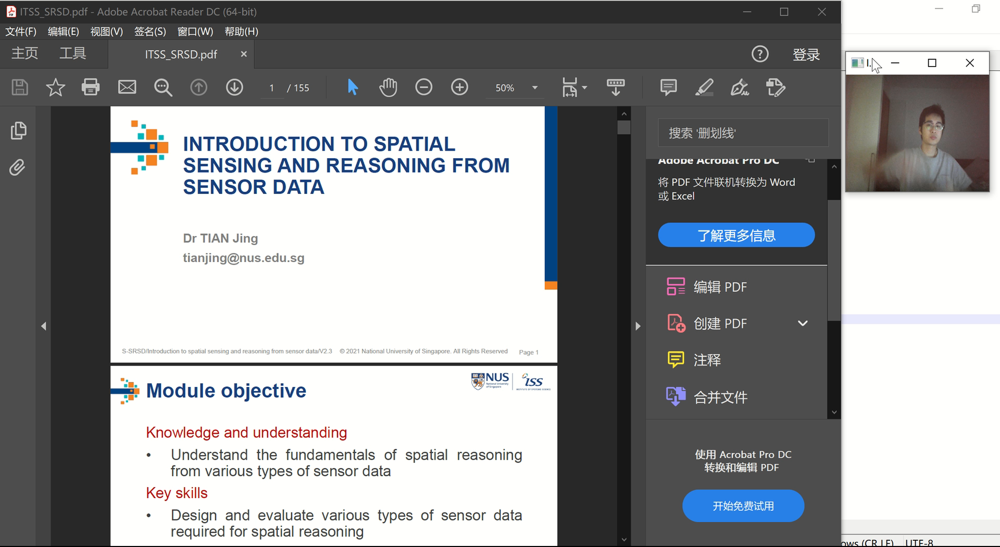 ITSS_SRSD.pdf - Adobe Acrobat Reader DC (64-bit)
文件(F) 编辑(E) 视图(V) 签名(S) 窗口(W) 帮助(H)
主页 工具 ITSS_SRSD.pdf 登录
1 / 155 50%
INTRODUCTION TO SPATIAL
SENSING AND REASONING FROM
SENSOR DATA
Dr TIAN Jing
tianjing@nus.edu.sg
S-SRSD/Introduction to spatial sensing and reasoning from sensor data/V2.3 © 2021 National University of Singapore. All Rights Reserved Page 1
Module objective
NUS
National University
of Singapore
iss
INSTITUTE OF SYSTEMS SCIENCE
Knowledge and understanding
• Understand the fundamentals of spatial reasoning
from various types of sensor data
Key skills
• Design and evaluate various types of sensor data
required for spatial reasoning
搜索 '删划线'
Adobe Acrobat Pro DC
将 PDF 文件联机转换为 Word
或 Excel
了解更多信息
编辑 PDF
创建 PDF
注释
合并文件
使用 Acrobat Pro DC
转换和编辑 PDF
开始免费试用
I.
ows (CR LF) UTF-8